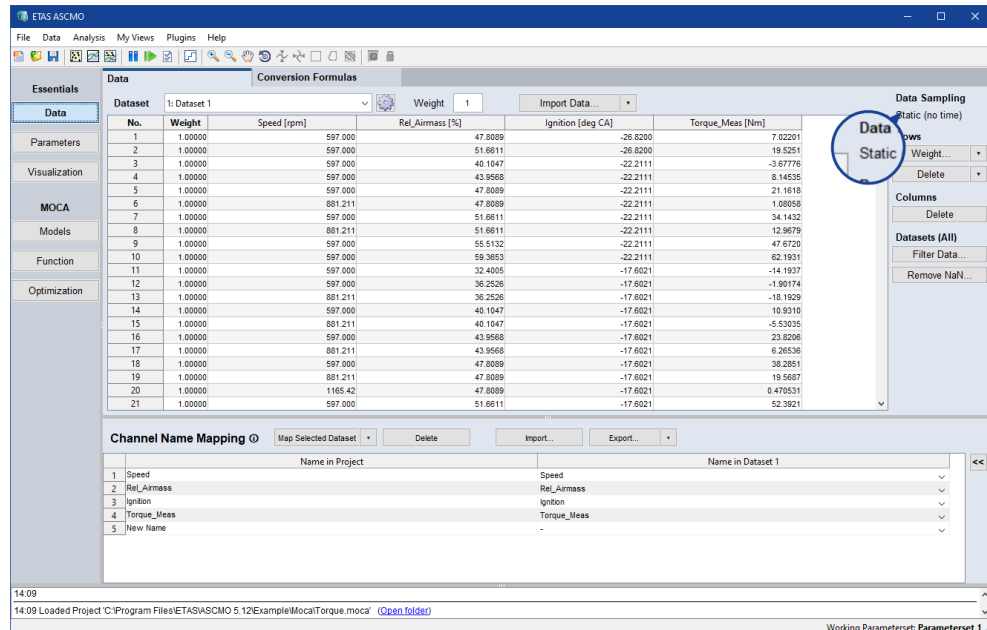 ETAS ASCMO
File Data Analysis My Views Plugins Help
Essentials
Data
Parameters
Visualization
MOCA
Models
Function
Optimization
Data Conversion Formulas
Dataset 1: Dataset 1 Weight 1 Import Data...
No. Weight Speed [rpm] Rel_Airmass [%] Ignition [deg CA] Torque_Meas [Nm]
1 1.00000 597.000 47.8089 -26.8200 7.02201
2 1.00000 597.000 51.6611 -26.8200 19.5251
3 1.00000 597.000 40.1047 -22.2111 -3.67776
4 1.00000 597.000 43.9568 -22.2111 8.14535
5 1.00000 597.000 47.8089 -22.2111 21.1618
6 1.00000 881.211 47.8089 -22.2111 1.08058
7 1.00000 597.000 51.6611 -22.2111 34.1432
8 1.00000 881.211 51.6611 -22.2111 12.9679
9 1.00000 597.000 55.5132 -22.2111 47.6720
10 1.00000 597.000 59.3653 -22.2111 62.1931
11 1.00000 597.000 32.4005 -17.6021 -14.1937
12 1.00000 597.000 36.2526 -17.6021 -1.90174
13 1.00000 881.211 36.2526 -17.6021 -18.1929
14 1.00000 597.000 40.1047 -17.6021 10.9310
15 1.00000 881.211 40.1047 -17.6021 -5.53035
16 1.00000 597.000 43.9568 -17.6021 23.8206
17 1.00000 881.211 43.9568 -17.6021 6.26536
18 1.00000 597.000 47.8089 -17.6021 38.2851
19 1.00000 881.211 47.8089 -17.6021 19.5687
20 1.00000 1165.42 47.8089 -17.6021 0.470531
21 1.00000 597.000 51.6611 -17.6021 52.3921
Data Sampling
Static (no time)
Data
Static
Weight...
Delete
Columns
Delete
Datasets (All)
Filter Data...
Remove NaN...
Channel Name Mapping Map Selected Dataset Delete Import... Export...
Name in Project Name in Dataset 1
1 Speed Speed
2 Rel_Airmass Rel_Airmass
3 Ignition Ignition
4 Torque_Meas Torque_Meas
5 New Name -
<<
14:09
14:09 Loaded Project 'C:\Program Files\ETAS\ASCMO 5.12\Example\Moca\Torque.moca' (Open folder)
Working Parameterset: Parameterset 1